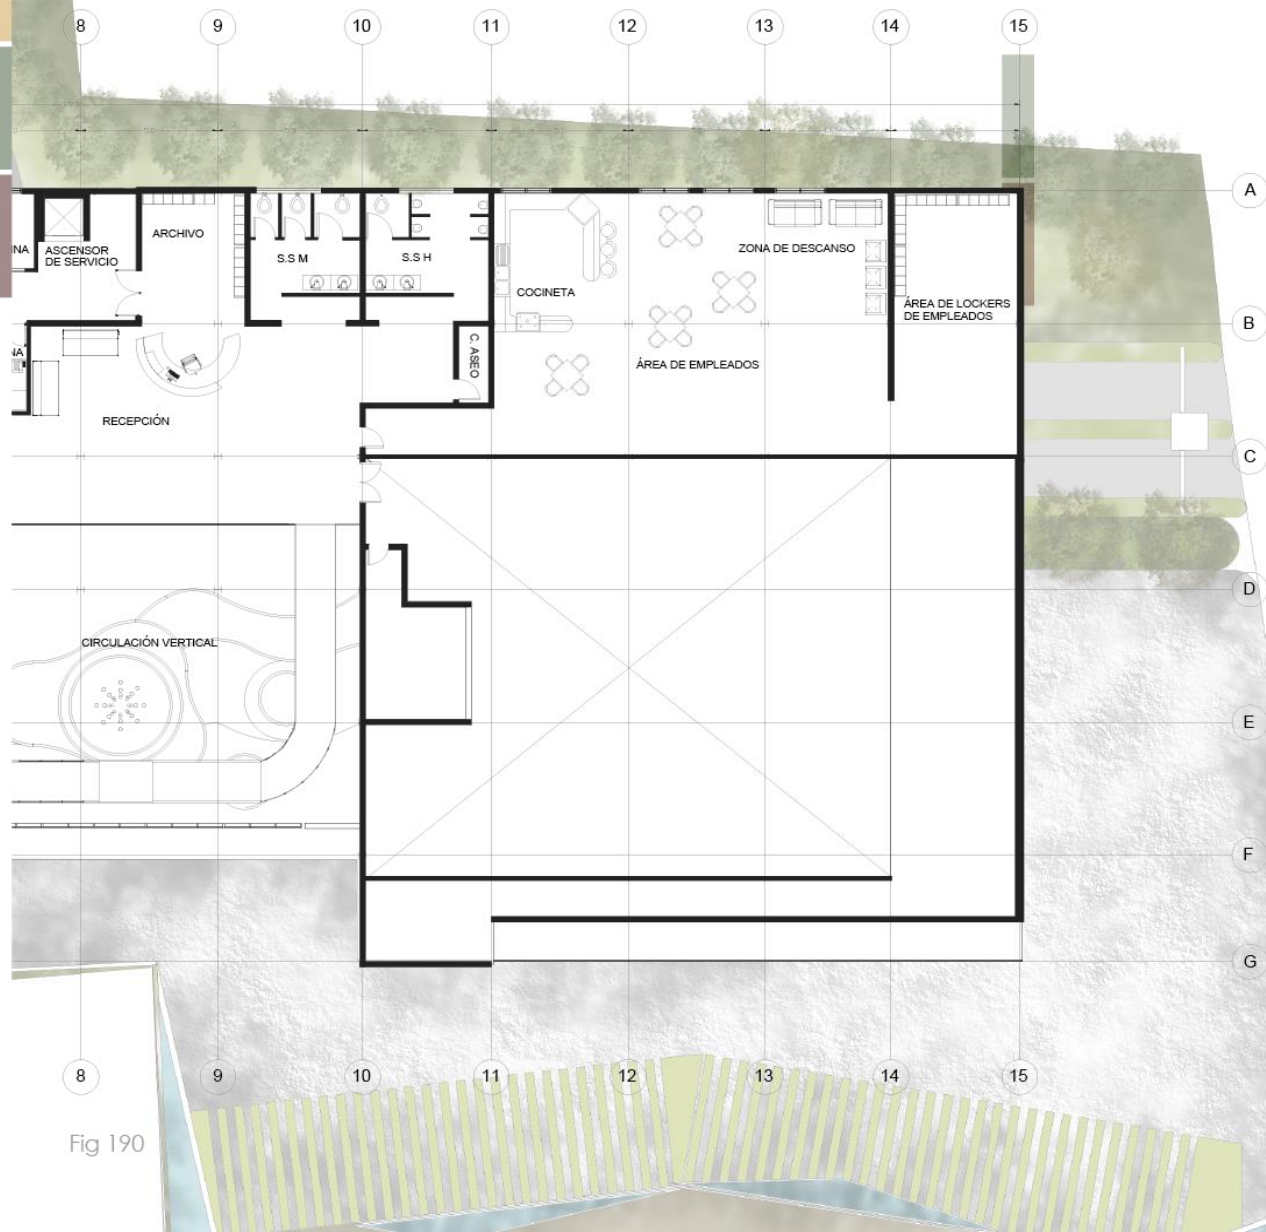 8 9 10 11 12 13 14 15
A
ARCHIVO
ASCENSOR
DE SERVICIO
NA
S.S M
S.S H
ZONA DE DESCANSO
COCINETA
ÁREA DE LOCKERS
DE EMPLEADOS
B
NA
C. ASEO
ÁREA DE EMPLEADOS
RECEPCIÓN
C
D
CIRCULACIÓN VERTICAL
E
F
G
8 9 10 11 12 13 14 15
Fig 190